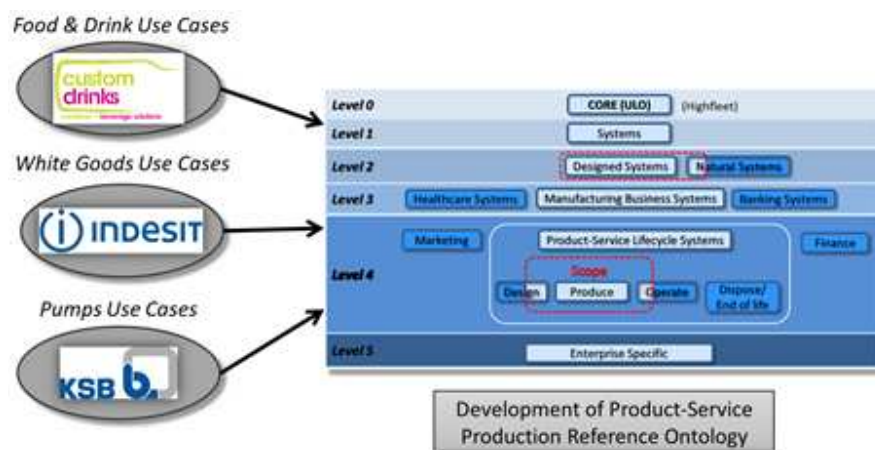 Food & Drink Use Cases
custom
drinks
White Goods Use Cases
INDESIT
Pumps Use Cases
KSB b
Level 0
CORE (ULO) (Highfleet)
Level 1
Systems
Level 2
Designed Systems
Natural Systems
Level 3
Healthcare Systems
Manufacturing Business Systems
Banking Systems
Marketing
Product-Service Lifecycle Systems
Finance
Level 4
Scope
Design
Produce
Operate
Dispose/
End of life
Level 5
Enterprise Specific
Development of Product-Service
Production Reference Ontology